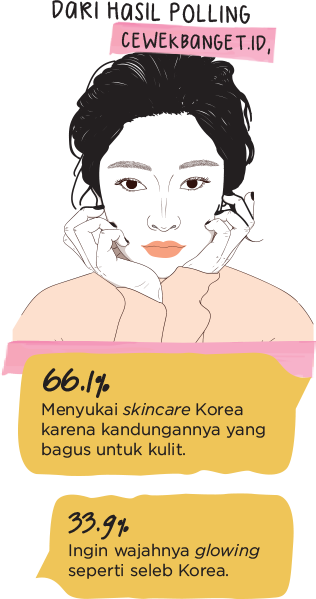 DARI HASIL POLLING
CEWEKBANGET.ID,
66.1%
Menyukai skincare Korea
karena kandungannya yang
bagus untuk kulit.
33.9%
Ingin wajahnya glowing
seperti seleb Korea.